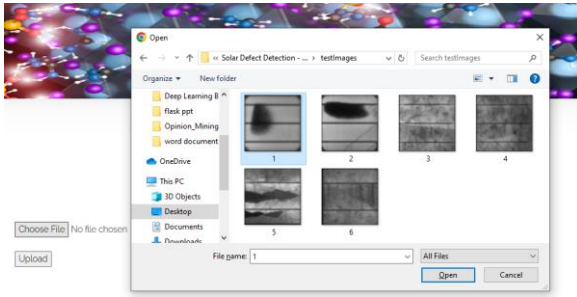 Open
« Solar Defect Detection - ... › testImages
Search testImages
Organize
New folder
Deep Learning B
flask ppt
Opinion_Mining
word document
OneDrive
This PC
3D Objects
Desktop
Documents
Downloads
1
2
3
4
5
6
Choose File No file chosen
Upload
File name: 1
All Files
Open
Cancel